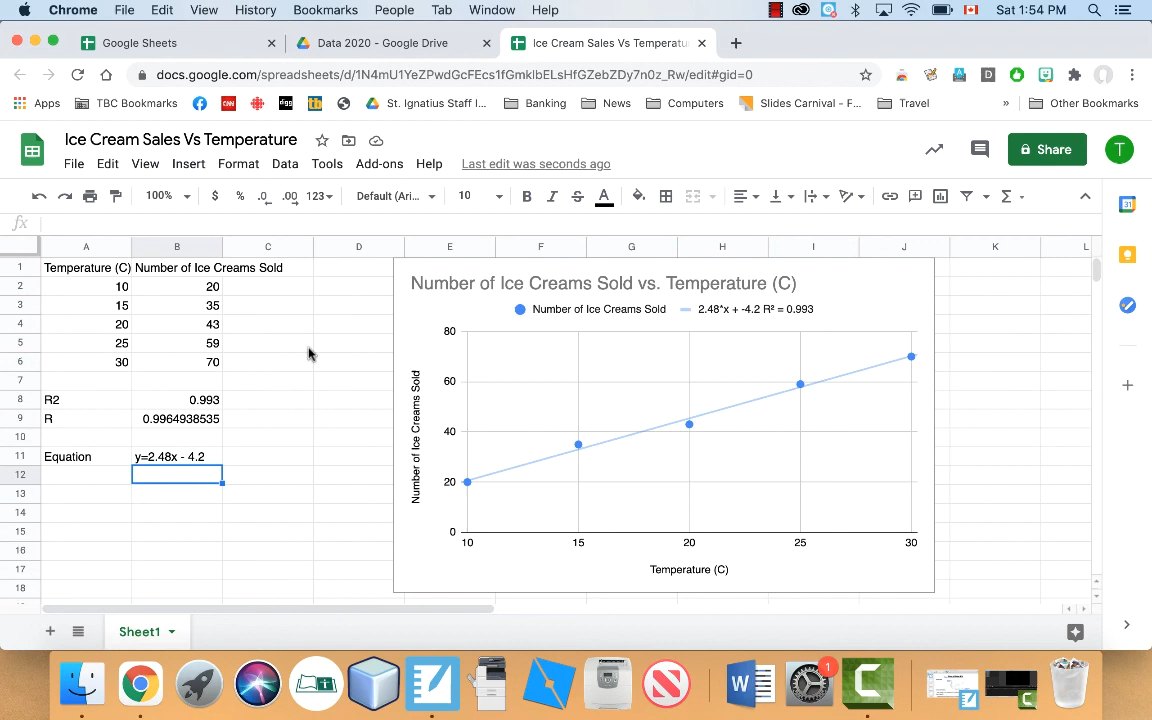 Chrome File Edit View History Bookmarks People Tab Window Help Sat 1:54 PM
Google Sheets Data 2020 - Google Drive Ice Cream Sales Vs Temperatu
docs.google.com/spreadsheets/d/1N4mU1YeZPwdGcFEcs1fGmkIbELsHfGZebZDy7n0z_Rw/edit#gid=0
Apps TBC Bookmarks CNN digg tb St. Ignatius Staff I... Banking News Computers Slides Carnival - F... Travel » Other Bookmarks
Ice Cream Sales Vs Temperature
Share T
File Edit View Insert Format Data Tools Add-ons Help Last edit was seconds ago
100% $ % .0 .00 123 Default (Ari... 10 B I S A Σ
31
fx
A B C D E F G H I J K L
1 Temperature (C) Number of Ice Creams Sold
2 10 20
3 15 35
4 20 43
5 25 59
6 30 70
7
8 R2 0.993
9 R 0.9964938535
10
11 Equation y=2.48x - 4.2
12
13
14
15
16
17
18
Number of Ice Creams Sold vs. Temperature (C)
Number of Ice Creams Sold 2.48*x + -4.2 R² = 0.993
80
60
40
20
0
Number of Ice Creams Sold
10 15 20 25 30
Temperature (C)
Sheet1
W 1 C